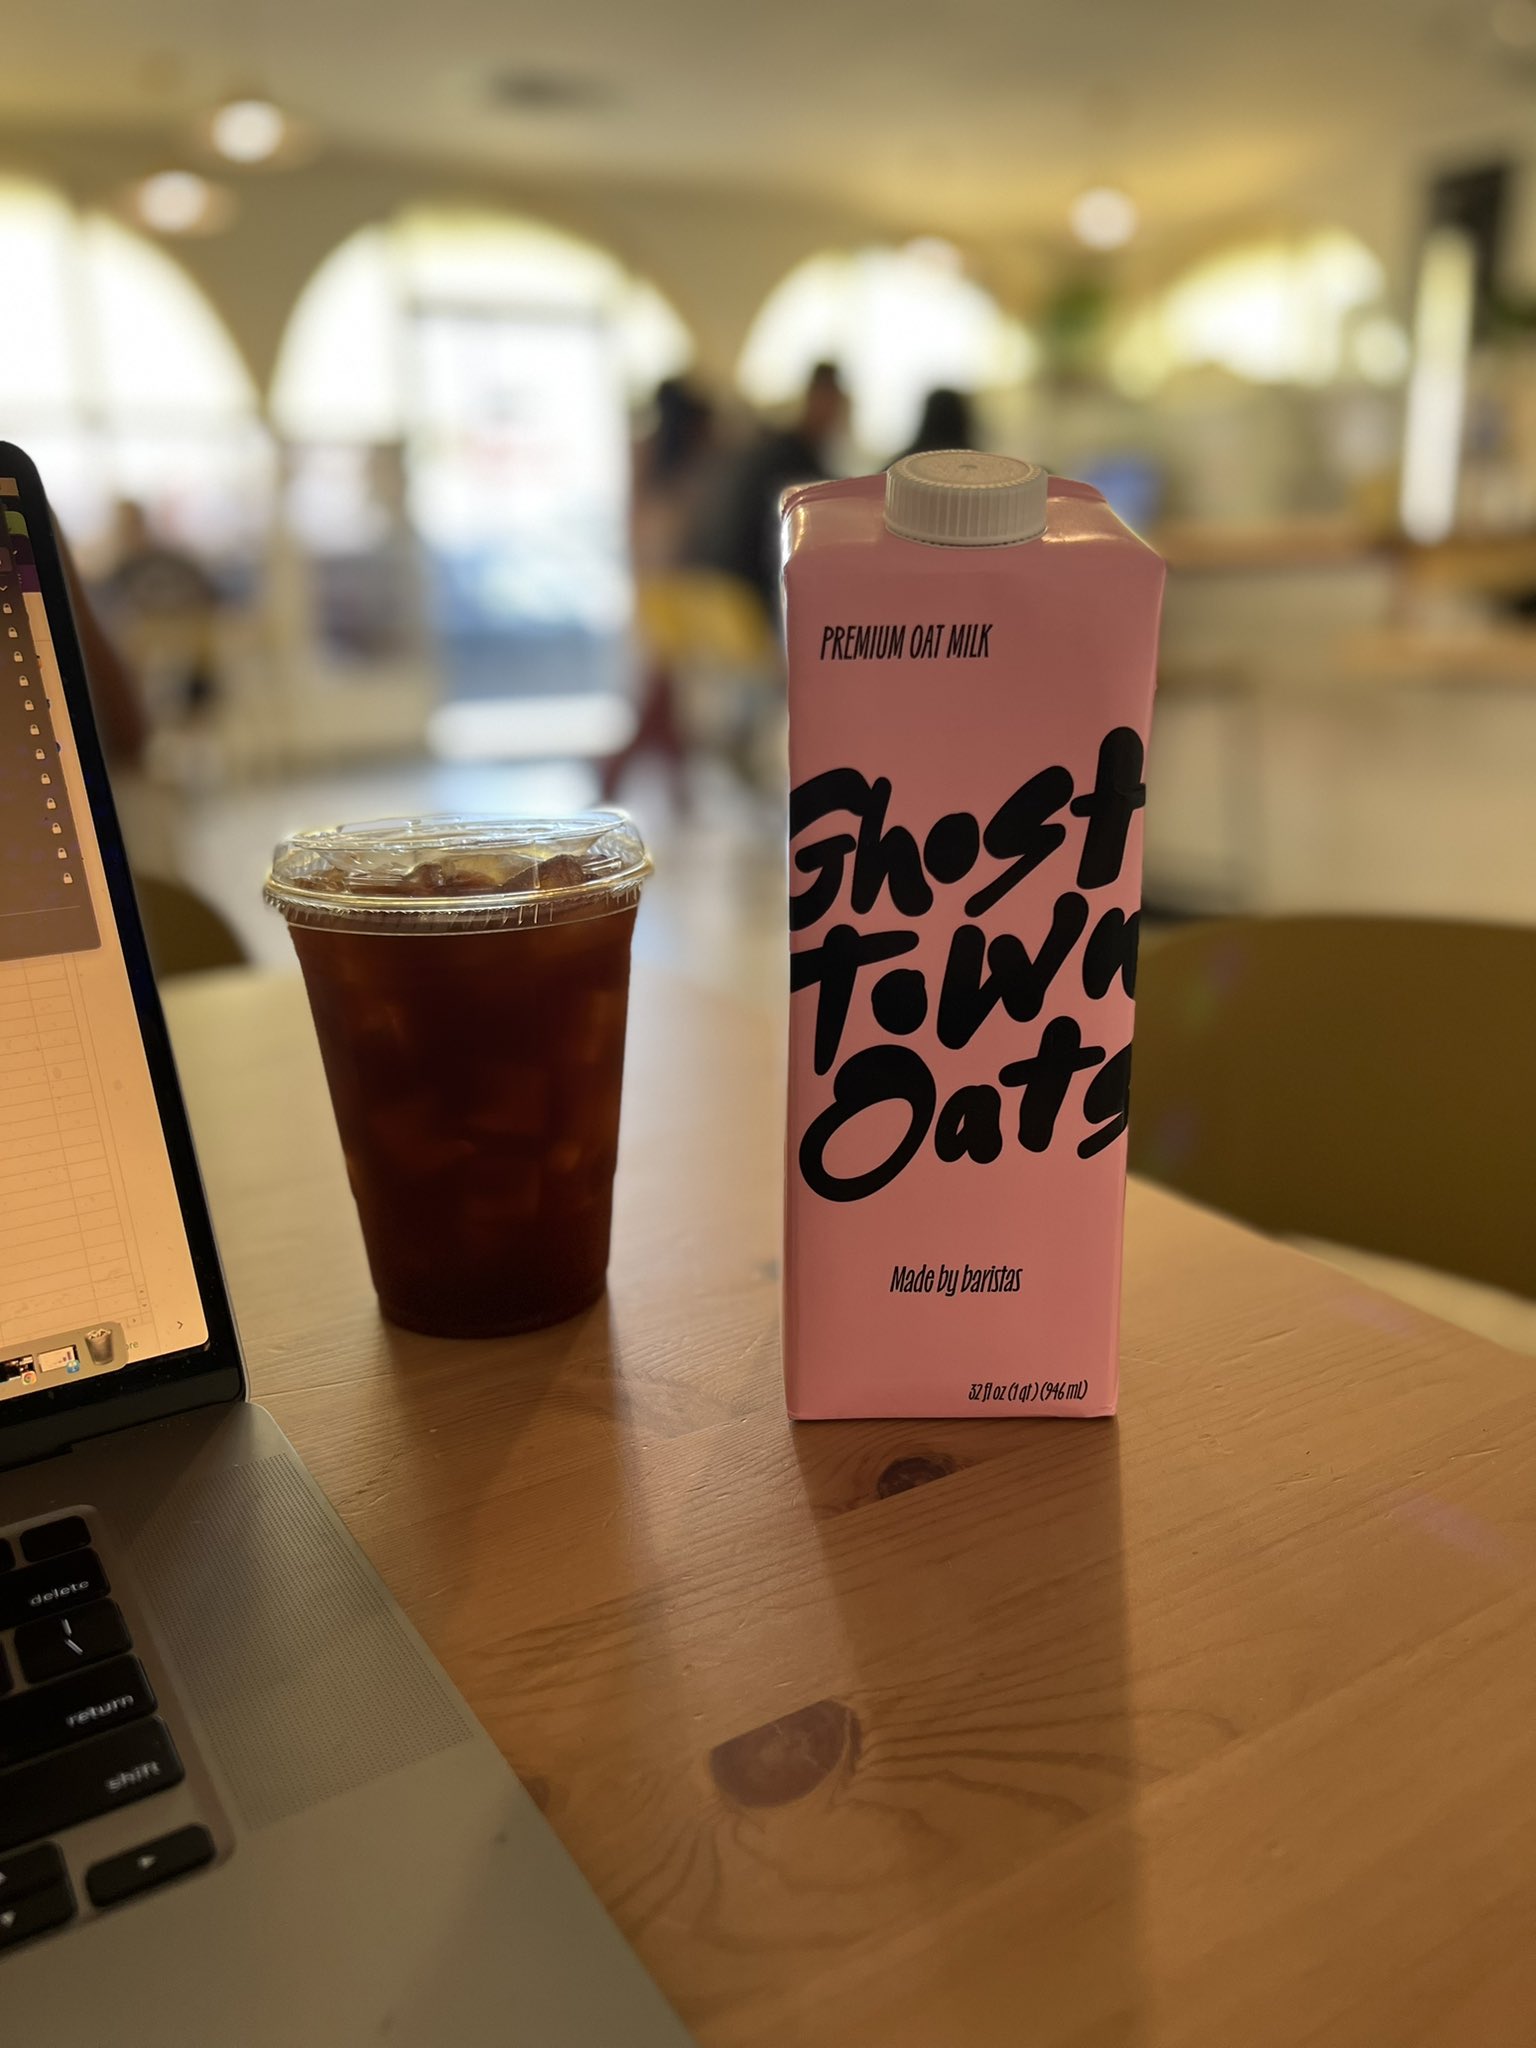 PREMIUM OAT MILK
Ghost
Town
Oats
Made by baristas
32 fl oz (1 qt) (946 mL)
delete
return
shift